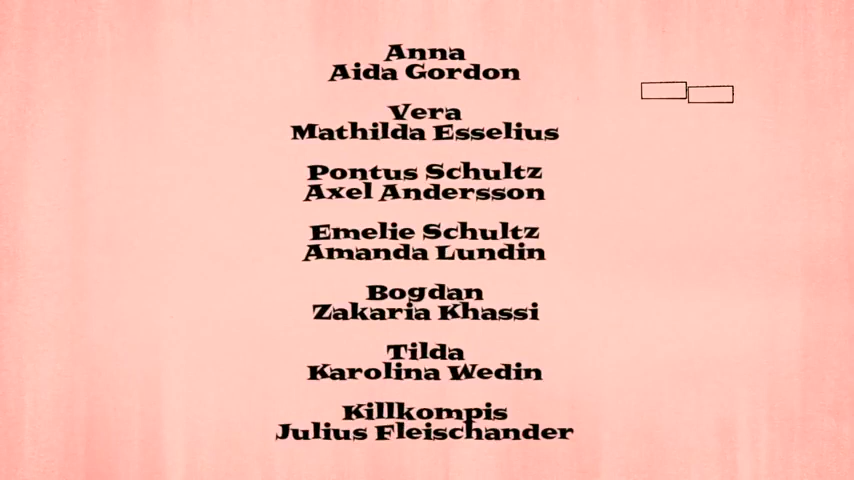 Anna
Aida Gordon
Vera
Mathilda Esselius
Pontus Schultz
Axel Andersson
Emelie Schultz
Amanda Lundin
Bogdan
Zakaria Khassi
Tilda
Karolina Wedin
Killkompis
Julius Fleischander